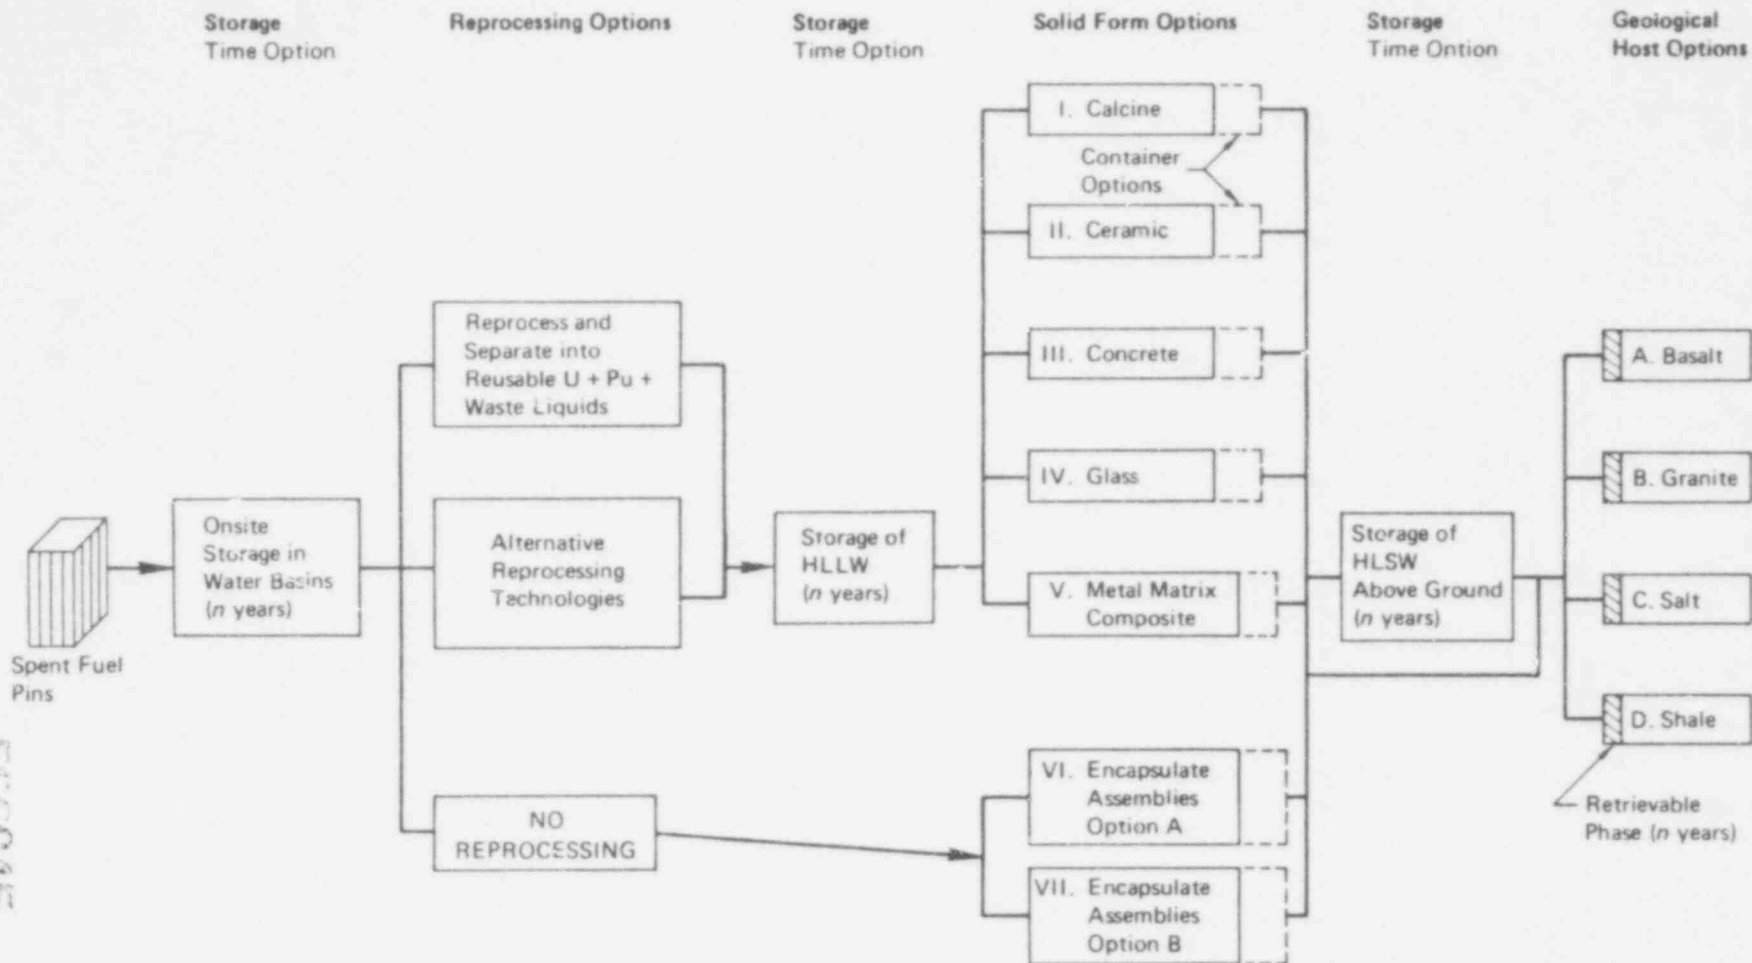 Storage
Time Option
Reprocessing Options
Storage
Time Option
Solid Form Options
Storage
Time Ontion
Geological
Host Options
I. Calcine
Container
Options
II. Ceramic
Reprocess and
Separate into
Reusable U + Pu +
Waste Liquids
III. Concrete
A. Basalt
IV. Glass
B. Granite
Onsite
Storage in
Water Basins
(n years)
Alternative
Reprocessing
Technologies
Storage of
HLLW
(n years)
V. Metal Matrix
Composite
Storage of
HLSW
Above Ground
(n years)
C. Salt
Spent Fuel
Pins
D. Shale
VI. Encapsulate
Assemblies
Option A
Retrievable
Phase (n years)
NO
REPROCESSING
VII. Encapsulate
Assemblies
Option B